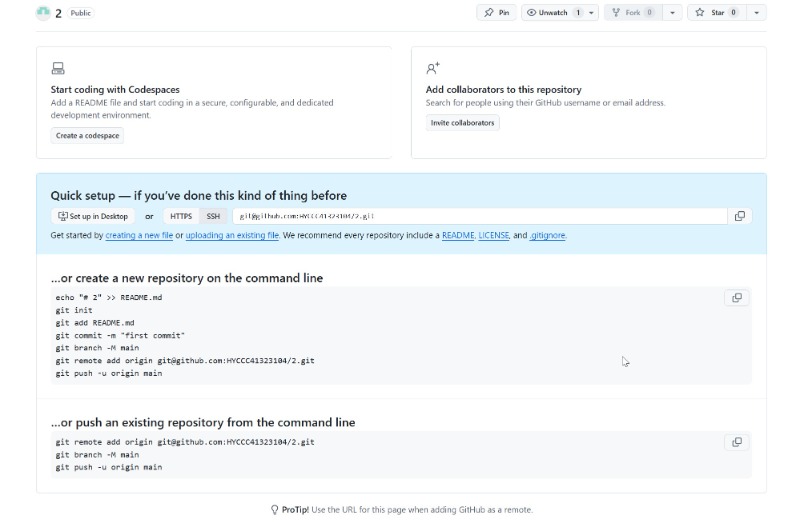 2 Public
Pin
Unwatch 1
Fork 0
Star 0
Start coding with Codespaces
Add a README file and start coding in a secure, configurable, and dedicated
development environment.
Create a codespace
Add collaborators to this repository
Search for people using their GitHub username or email address.
Invite collaborators
Quick setup — if you've done this kind of thing before
Set up in Desktop or HTTPS SSH git@github.com:HYCCC41323104/2.git
Get started by creating a new file or uploading an existing file. We recommend every repository include a README, LICENSE, and .gitignore.
...or create a new repository on the command line
echo "# 2" >> README.md
git init
git add README.md
git commit -m "first commit"
git branch -M main
git remote add origin git@github.com:HYCCC41323104/2.git
git push -u origin main
...or push an existing repository from the command line
git remote add origin git@github.com:HYCCC41323104/2.git
git branch -M main
git push -u origin main
ProTip! Use the URL for this page when adding GitHub as a remote.